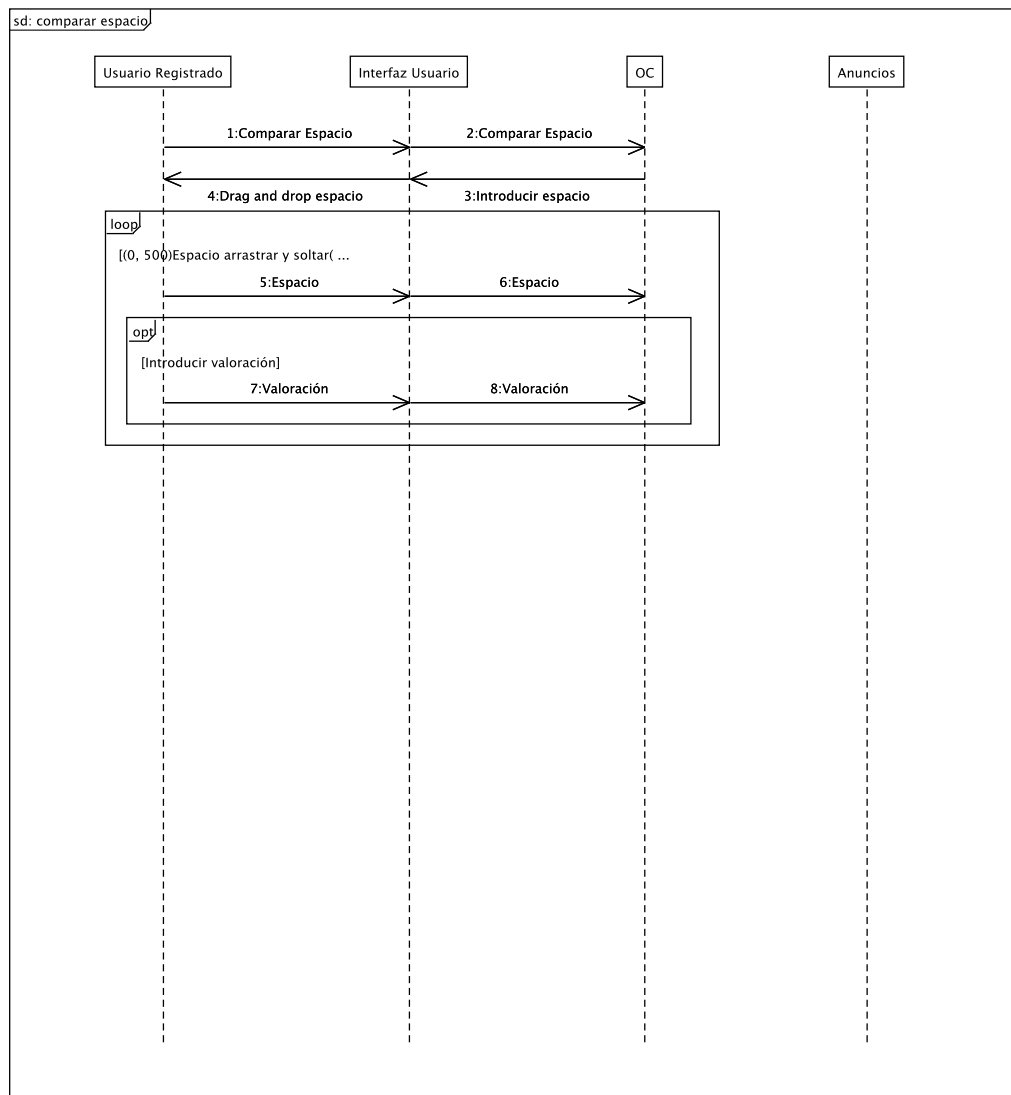 sd: comparar espacio
Usuario Registrado
Interfaz Usuario
OC
Anuncios
1:Comparar Espacio
2:Comparar Espacio
4:Drag and drop espacio
3:Introducir espacio
loop
[(0, 500)Espacio arrastrar y soltar( ...
5:Espacio
6:Espacio
opt
[Introducir valoración]
7:Valoración
8:Valoración